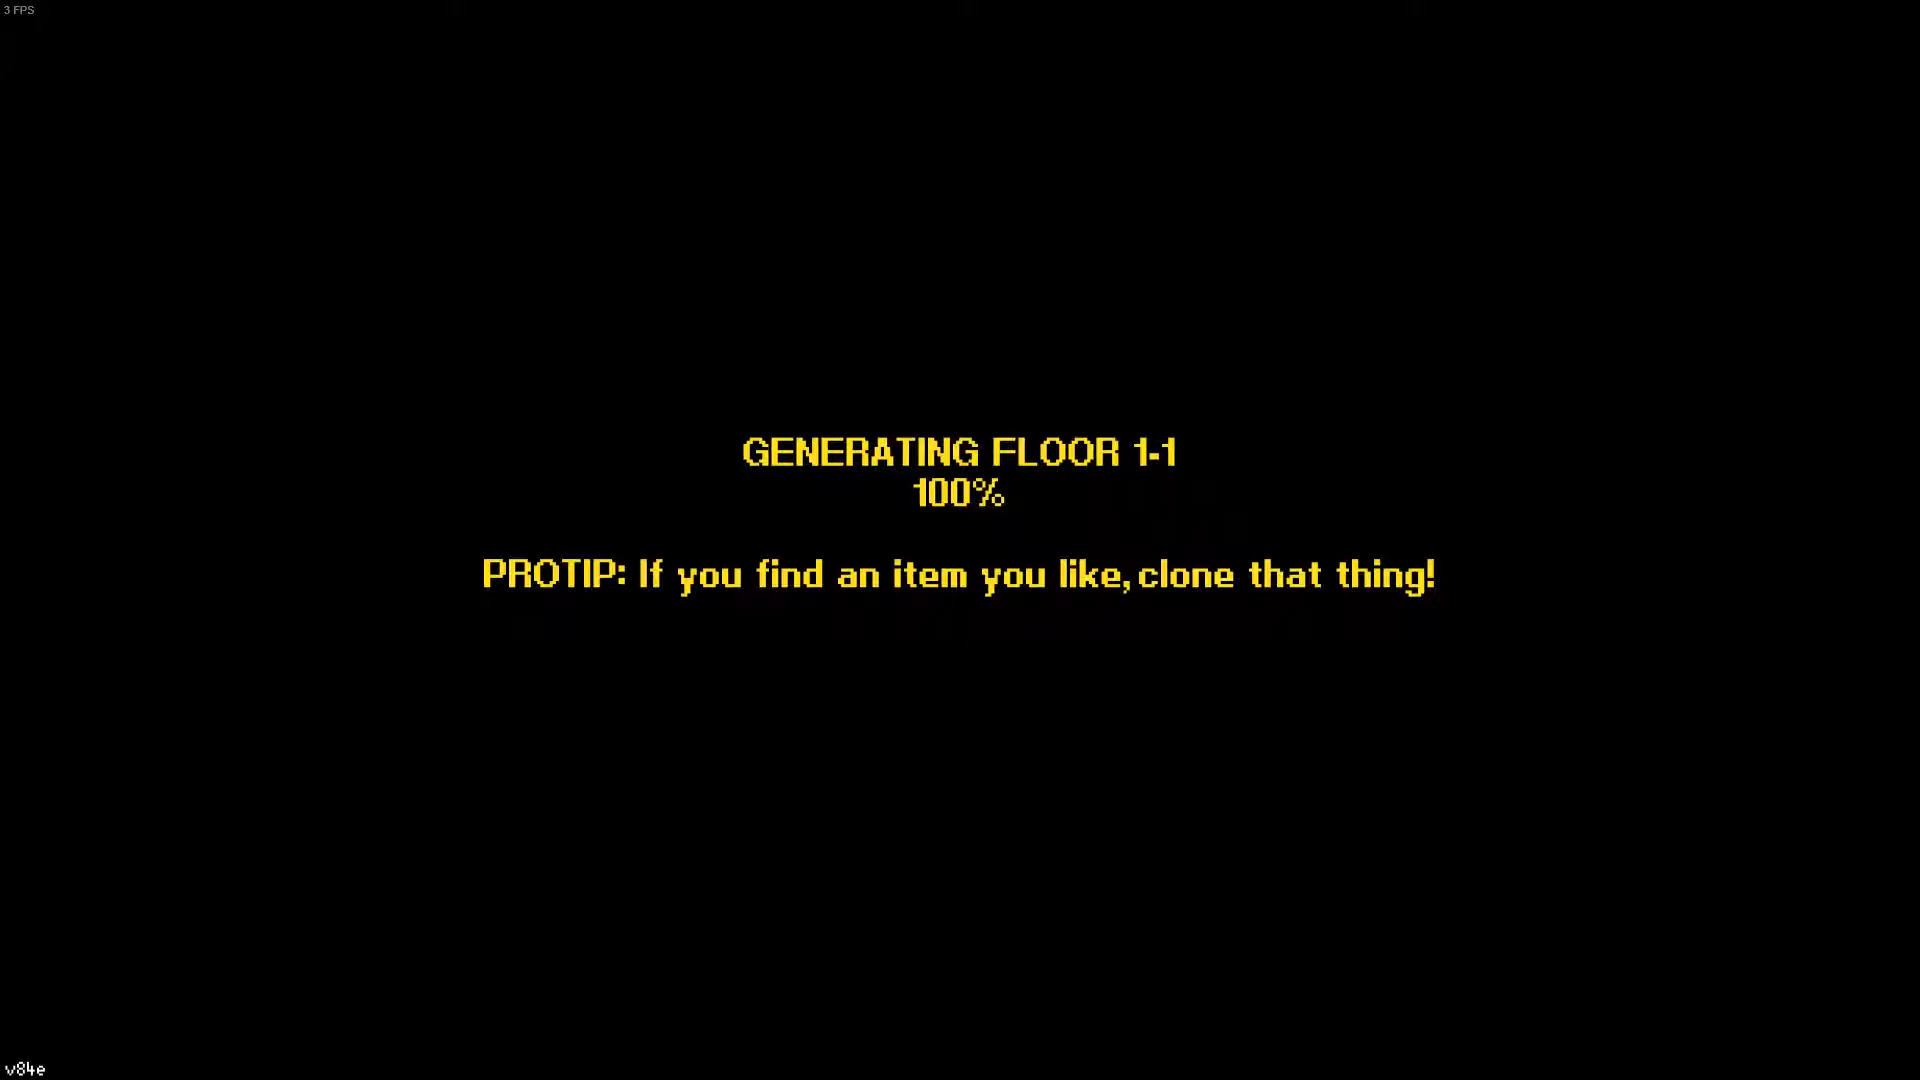 3 FPS
GENERATING FLOOR 1-1
100%
PROTIP: If you find an item you like, clone that thing!
v84e